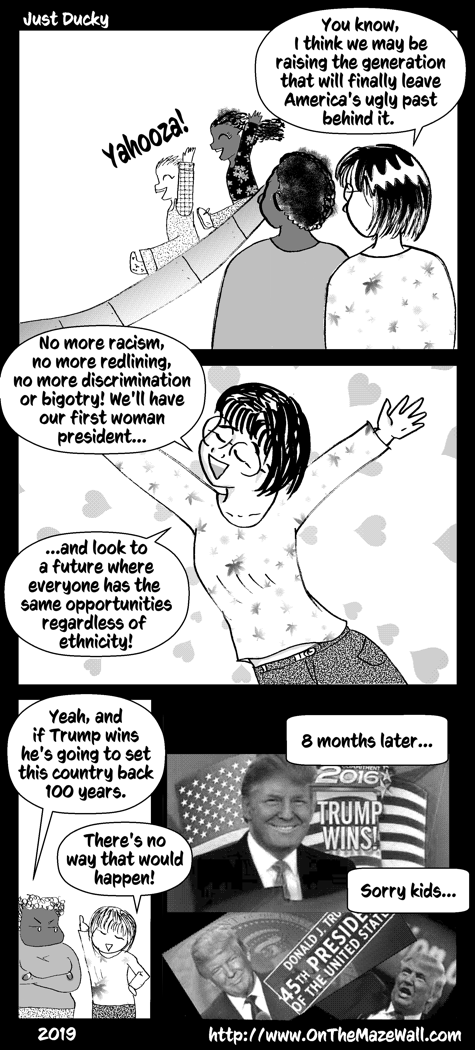 Just Ducky
You know,
I think we may be
raising the generation
that will finally leave
America's ugly past
behind it.
Yahooza!
No more racism,
no more redlining,
no more discrimination
or bigotry! We'll have
our first woman
president...
...and look to
a future where
everyone has the
same opportunities
regardless of
ethnicity!
Yeah, and
if Trump wins
he's going to set
this country back
100 years.
There's no
way that would
happen!
8 months later...
2016
TRUMP
WINS!
Sorry kids...
DONALD J. TRU
45TH PRESIDE
OF THE UNITED STATES
2019
http://www.OnTheMazeWall.com